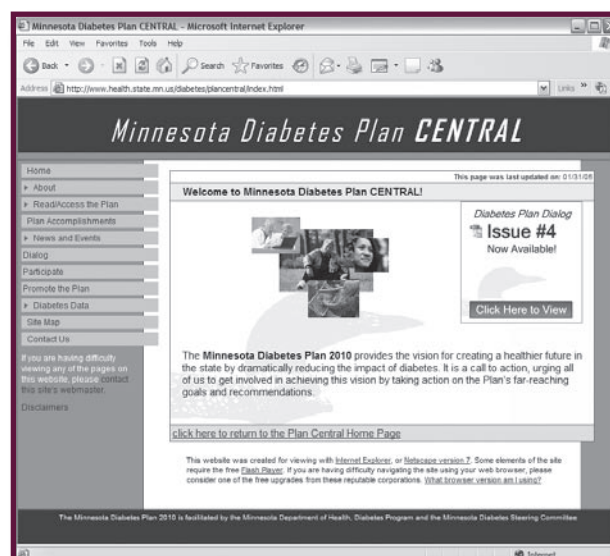 Minnesota Diabetes Plan CENTRAL - Microsoft Internet Explorer
File Edit View Favorites Tools Help
Back Search Favorites
Address http://www.health.state.mn.us/diabetes/plancentral/index.html Links »
Minnesota Diabetes Plan CENTRAL
Home
About
Read/Access the Plan
Plan Accomplishments
News and Events
Dialog
Participate
Promote the Plan
Diabetes Data
Site Map
Contact Us
If you are having difficulty
viewing any of the pages on
this website, please contact
this site's webmaster.
Disclaimers
This page was last updated on: 01/31/06
Welcome to Minnesota Diabetes Plan CENTRAL!
Diabetes Plan Dialog
Issue #4
Now Available!
Click Here to View
The Minnesota Diabetes Plan 2010 provides the vision for creating a healthier future in
the state by dramatically reducing the impact of diabetes. It is a call to action, urging all
of us to get involved in achieving this vision by taking action on the Plan's far-reaching
goals and recommendations.
click here to return to the Plan Central Home Page
This website was created for viewing with Internet Explorer, or Netscape version 7. Some elements of the site
require the free Flash Player. If you are having difficulty navigating the site using your web browser, please
consider one of the free upgrades from these reputable corporations. What browser version am I using?
The Minnesota Diabetes Plan 2010 is facilitated by the Minnesota Department of Health, Diabetes Program and the Minnesota Diabetes Steering Committee
Internet